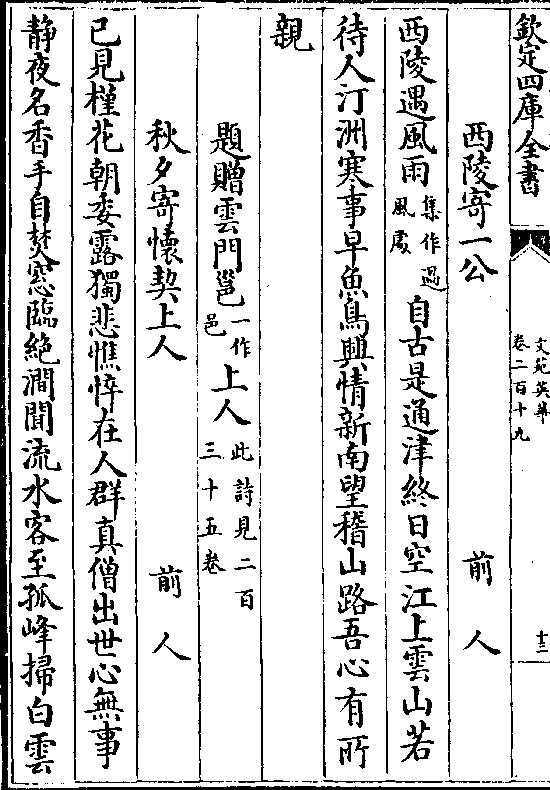 欽定四庫全書
文苑英華
卷二百十九
十三
西陵寄一公 前人
西陵遇風雨集作過風處自古是通津終日空江上雲山若
待人汀洲寒事早魚鳥興情新南望稽山路吾心有所
親
題贈雲門邕一作邑上人此詩見二百三十五卷
秋夕寄懷契上人 前人
已見槿花朝委露獨悲憔悴在人群真僧出世心無事
静夜名香手自焚窓臨絶澗聞流水客至孤峰掃白雲